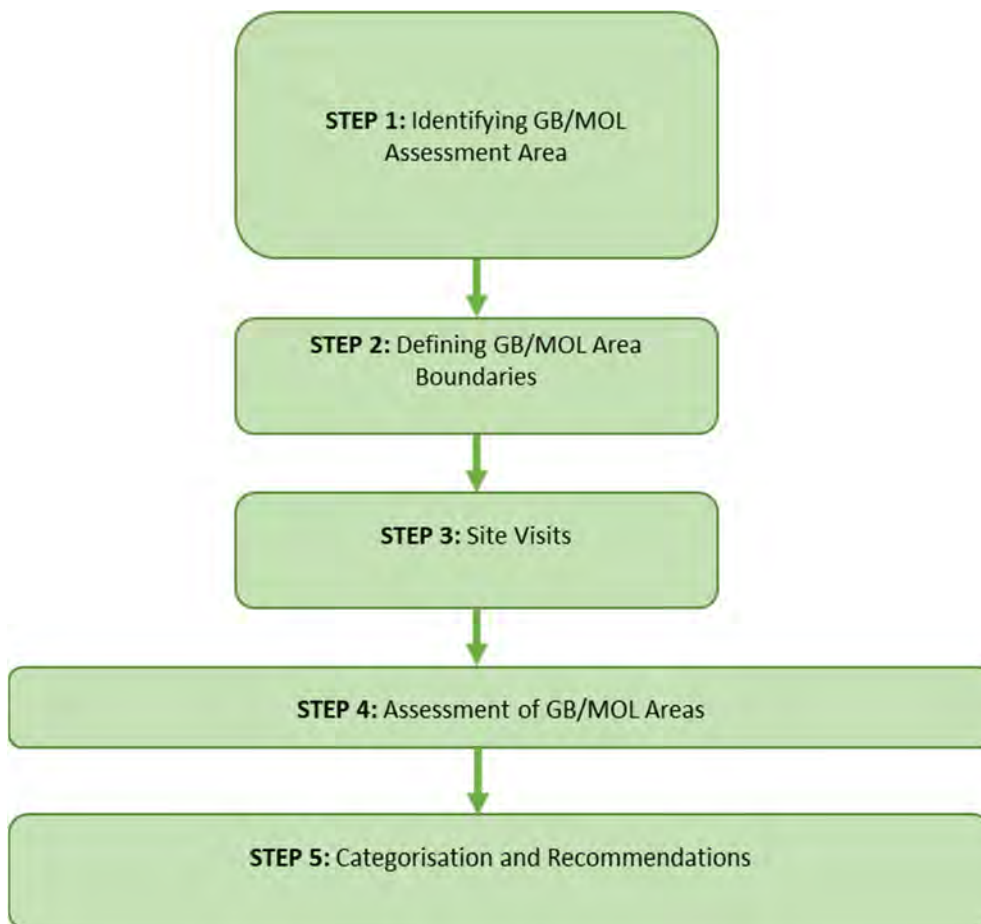 STEP 1: Identifying GB/MOL
Assessment Area
STEP 2: Defining GB/MOL Area
Boundaries
STEP 3: Site Visits
STEP 4: Assessment of GB/MOL Areas
STEP 5: Categorisation and Recommendations